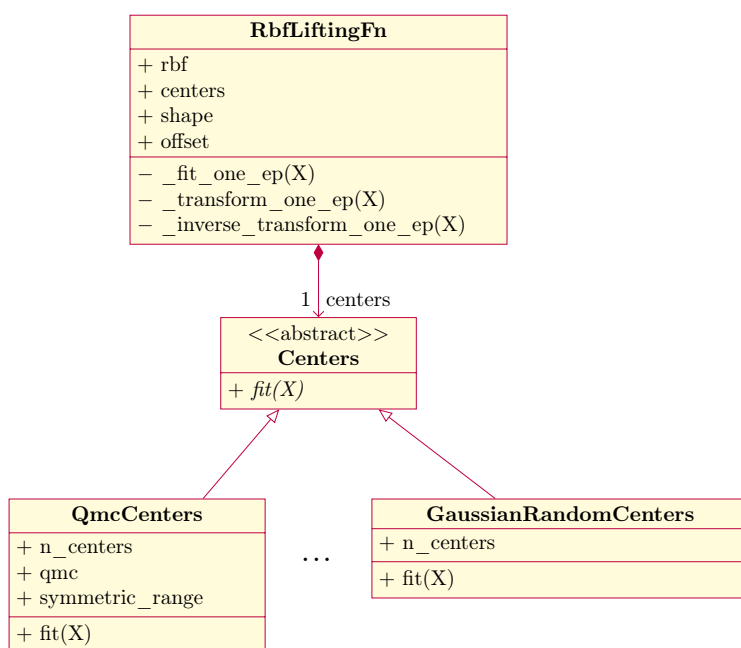 RbfLiftingFn
+ rbf
+ centers
+ shape
+ offset
− _fit_one_ep(X)
− _transform_one_ep(X)
− _inverse_transform_one_ep(X)
1 centers
<<abstract>>
Centers
+ fit(X)
QmcCenters
+ n_centers
+ qmc
+ symmetric_range
+ fit(X)
...
GaussianRandomCenters
+ n_centers
+ fit(X)